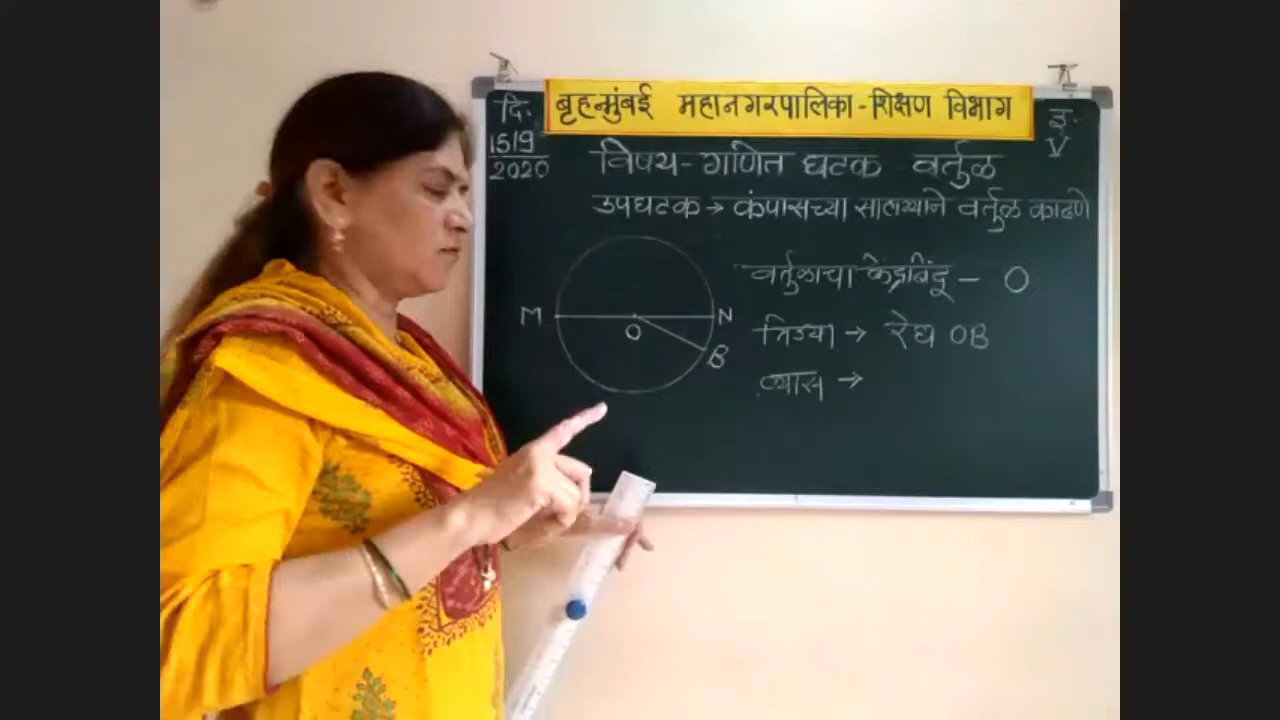 बृहन्मुंबई महानगरपालिका-शिक्षण विभाग
दि.
15/9
2020
इ.
V
विषय-गणित घटक वर्तुळ
उपघटक → कंपासच्या साहाय्याने वर्तुळ काढणे
वर्तुळाचा केंद्रबिंदू - O
त्रिज्या → रेघ OB
व्यास →
M
N
O
B